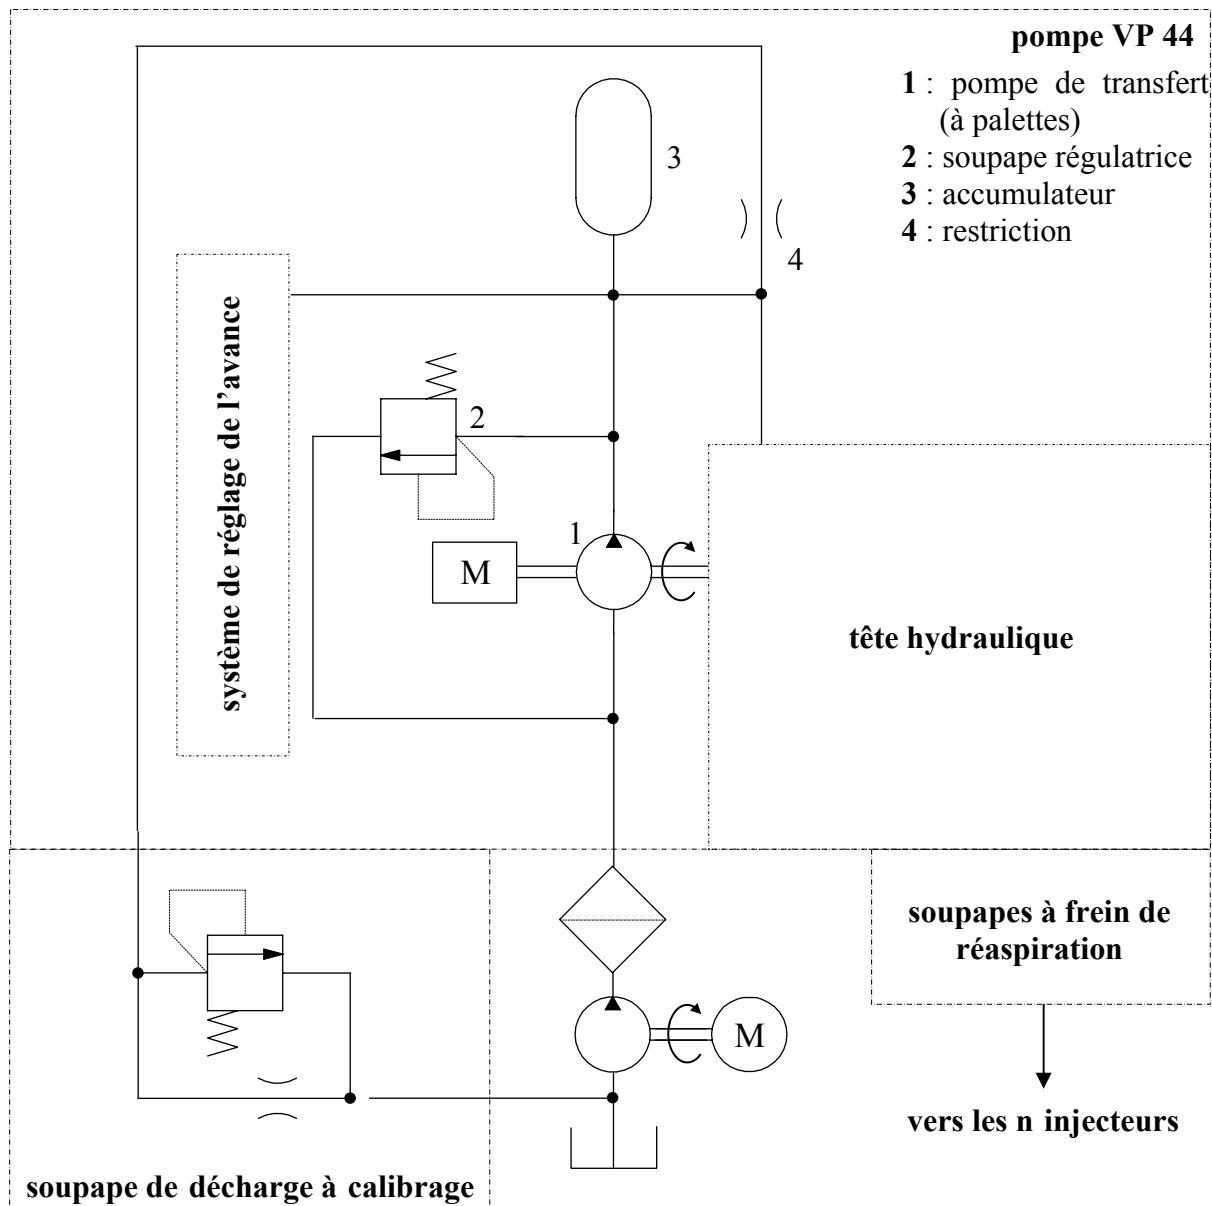 pompe VP 44
1 : pompe de transfert
(à palettes)
2 : soupape régulatrice
3 : accumulateur
4 : restriction
3
4
système de réglage de l’avance
2
1
M
tête hydraulique
soupapes à frein de
réaspiration
M
vers les n injecteurs
soupape de décharge à calibrage